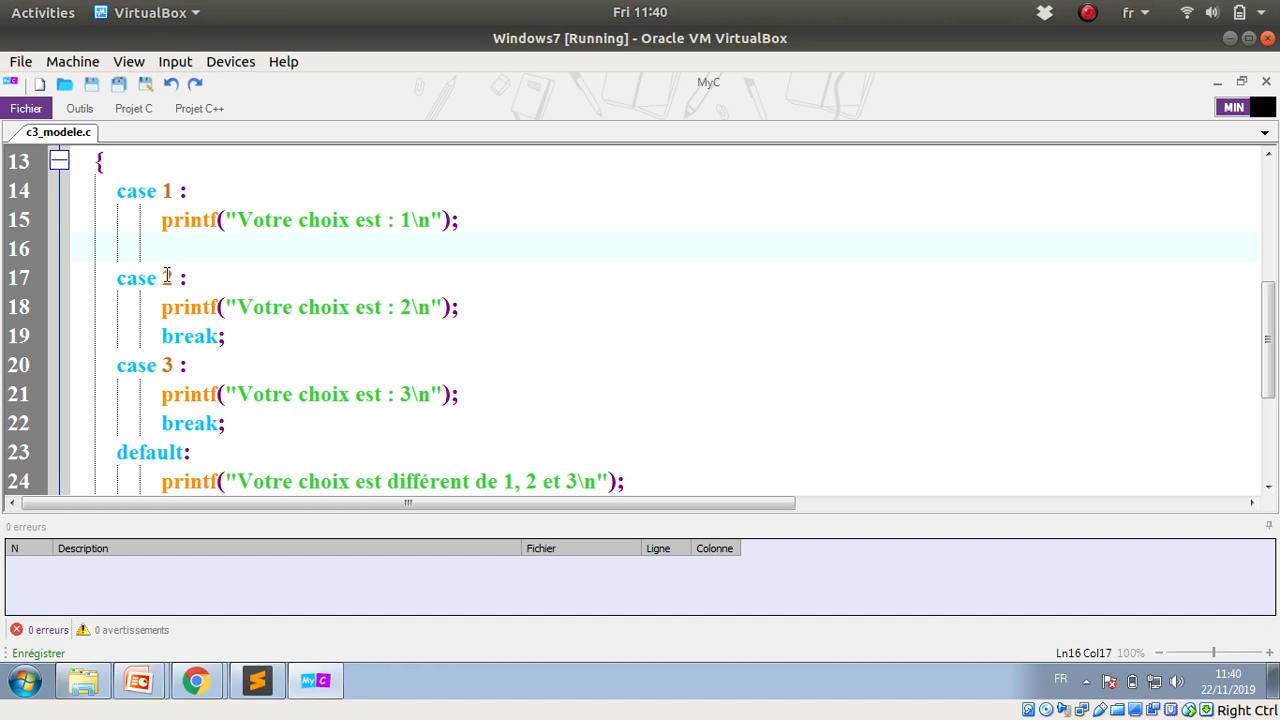 Activities VirtualBox Fri 11:40 fr
Windows7 [Running] - Oracle VM VirtualBox
File Machine View Input Devices Help
MyC
Fichier Outils Projet C Projet C++ MIN
c3_modele.c
13 {
14 case 1 :
15 printf("Votre choix est : 1\n");
16
17 case 2 :
18 printf("Votre choix est : 2\n");
19 break;
20 case 3 :
21 printf("Votre choix est : 3\n");
22 break;
23 default:
24 printf("Votre choix est différent de 1, 2 et 3\n");
0 erreurs
N Description Fichier Ligne Colonne
0 erreurs 0 avertissements
Enrégistrer Ln16 Col17 100%
FR 11:40
22/11/2019
Right Ctrl